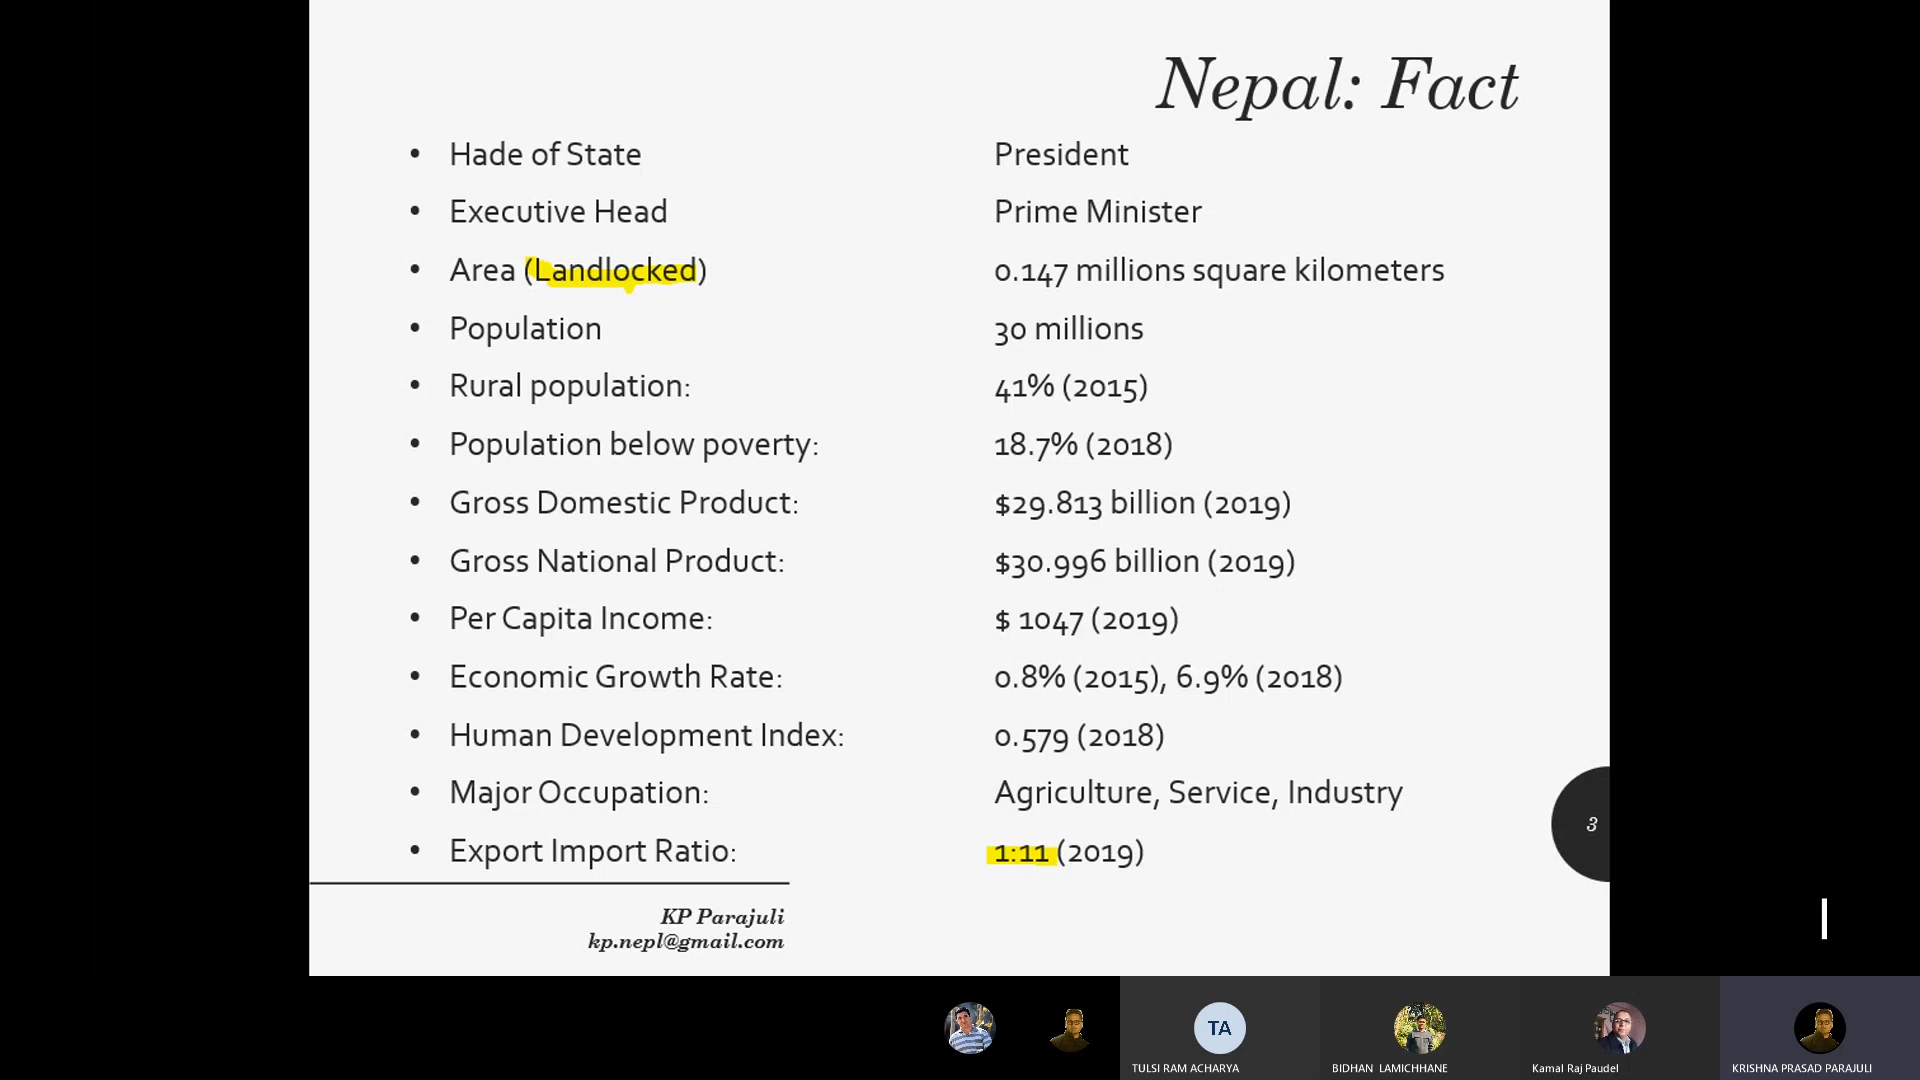 Nepal: Fact
• Hade of State President
• Executive Head Prime Minister
• Area (Landlocked) 0.147 millions square kilometers
• Population 30 millions
• Rural population: 41% (2015)
• Population below poverty: 18.7% (2018)
• Gross Domestic Product: $29.813 billion (2019)
• Gross National Product: $30.996 billion (2019)
• Per Capita Income: $ 1047 (2019)
• Economic Growth Rate: 0.8% (2015), 6.9% (2018)
• Human Development Index: 0.579 (2018)
• Major Occupation: Agriculture, Service, Industry
• Export Import Ratio: 1:11 (2019)
3
KP Parajuli
kp.nepl@gmail.com
TA
TULSI RAM ACHARYA
BIDHAN LAMICHHANE
Kamal Raj Paudel
KRISHNA PRASAD PARAJULI